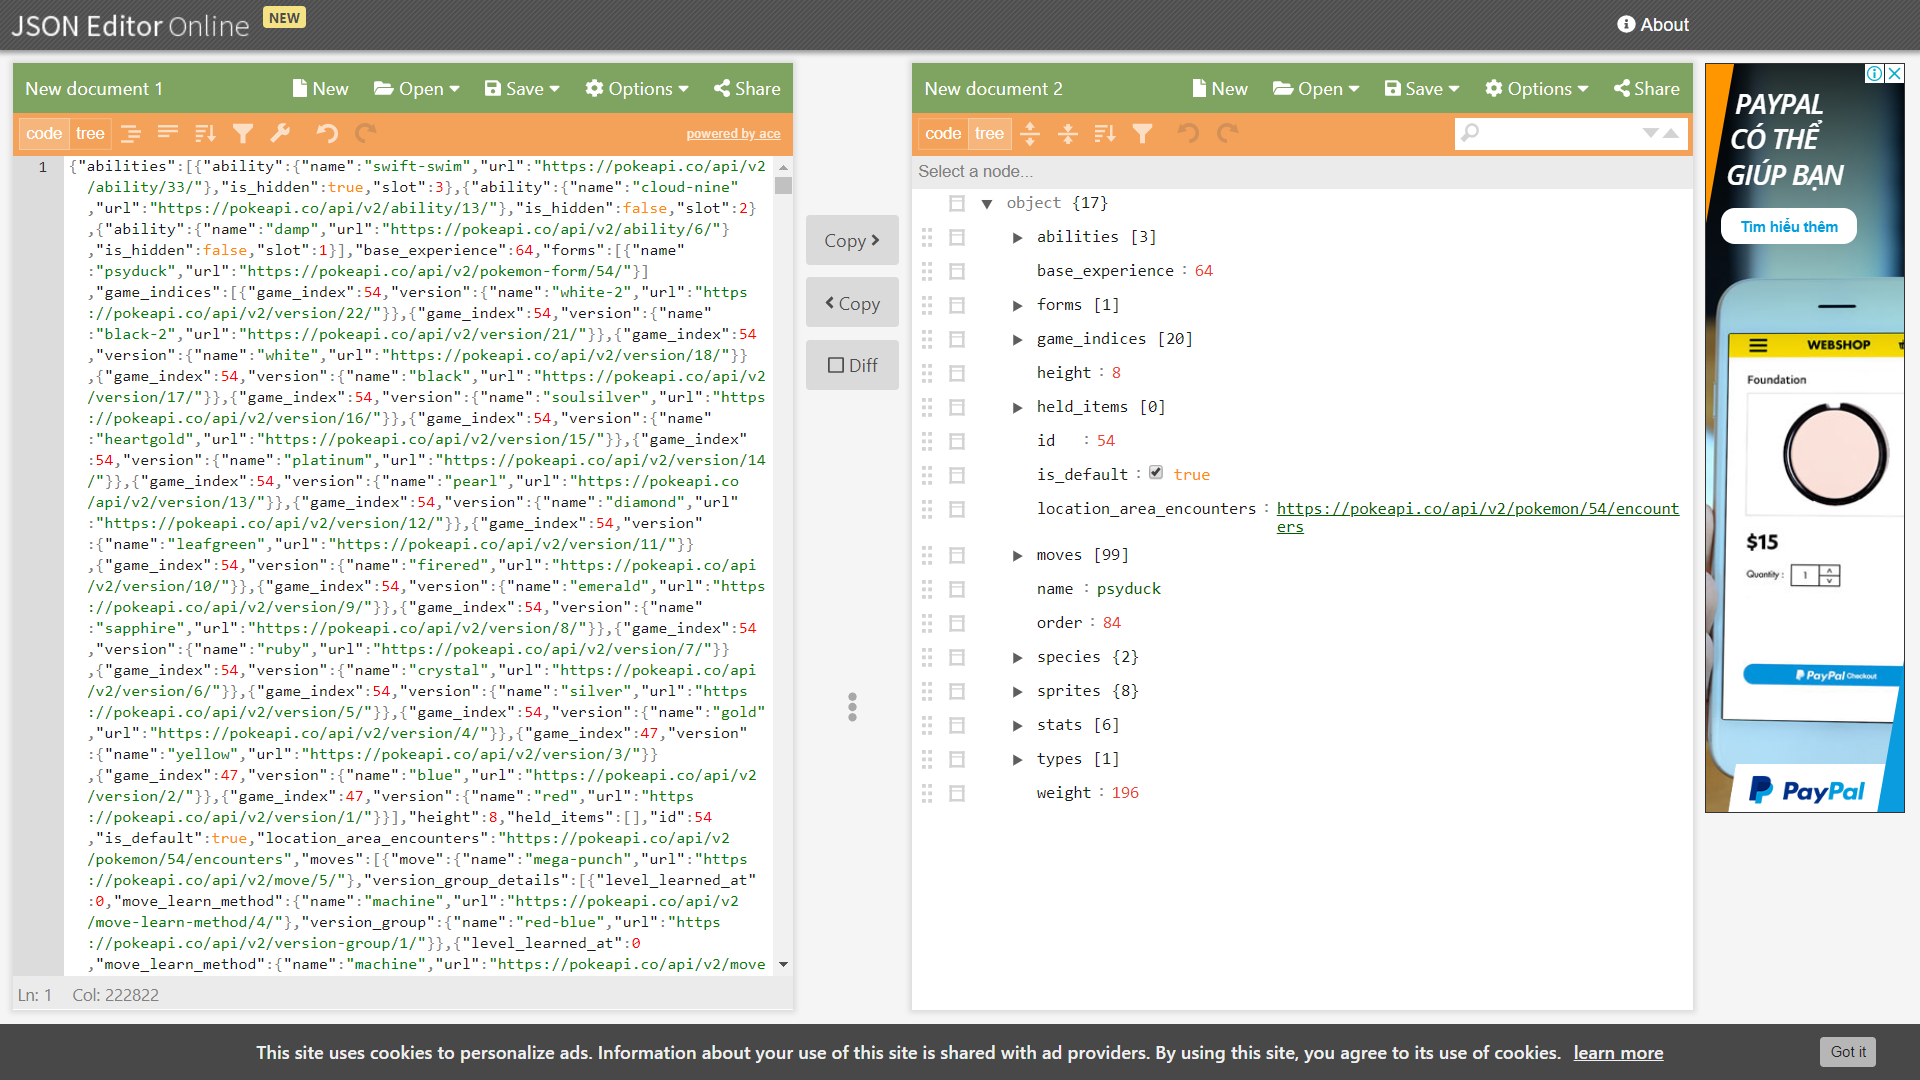 JSON Editor Online NEW
About
New document 1 New Open Save Options Share
code tree powered by ace
1
{"abilities":[{"ability":{"name":"swift-swim","url":"https://pokeapi.co/api/v2
/ability/33/"},"is_hidden":true,"slot":3},{"ability":{"name":"cloud-nine"
,"url":"https://pokeapi.co/api/v2/ability/13/"},"is_hidden":false,"slot":2}
,{"ability":{"name":"damp","url":"https://pokeapi.co/api/v2/ability/6/"}
,"is_hidden":false,"slot":1}],"base_experience":64,"forms":[{"name"
:"psyduck","url":"https://pokeapi.co/api/v2/pokemon-form/54/"}]
,"game_indices":[{"game_index":54,"version":{"name":"white-2","url":"https
://pokeapi.co/api/v2/version/22/"}},{"game_index":54,"version":{"name"
:"black-2","url":"https://pokeapi.co/api/v2/version/21/"}},{"game_index":54
,"version":{"name":"white","url":"https://pokeapi.co/api/v2/version/18/"}}
,{"game_index":54,"version":{"name":"black","url":"https://pokeapi.co/api/v2
/version/17/"}},{"game_index":54,"version":{"name":"soulsilver","url":"https
://pokeapi.co/api/v2/version/16/"}},{"game_index":54,"version":{"name"
:"heartgold","url":"https://pokeapi.co/api/v2/version/15/"}},{"game_index"
:54,"version":{"name":"platinum","url":"https://pokeapi.co/api/v2/version/14
/"}},{"game_index":54,"version":{"name":"pearl","url":"https://pokeapi.co
/api/v2/version/13/"}},{"game_index":54,"version":{"name":"diamond","url"
:"https://pokeapi.co/api/v2/version/12/"}},{"game_index":54,"version"
:{"name":"leafgreen","url":"https://pokeapi.co/api/v2/version/11/"}}
,{"game_index":54,"version":{"name":"firered","url":"https://pokeapi.co/api
/v2/version/10/"}},{"game_index":54,"version":{"name":"emerald","url":"https
://pokeapi.co/api/v2/version/9/"}},{"game_index":54,"version":{"name"
:"sapphire","url":"https://pokeapi.co/api/v2/version/8/"}},{"game_index":54
,"version":{"name":"ruby","url":"https://pokeapi.co/api/v2/version/7/"}}
,{"game_index":54,"version":{"name":"crystal","url":"https://pokeapi.co/api
/v2/version/6/"}},{"game_index":54,"version":{"name":"silver","url":"https
://pokeapi.co/api/v2/version/5/"}},{"game_index":54,"version":{"name":"gold"
,"url":"https://pokeapi.co/api/v2/version/4/"}},{"game_index":47,"version"
:{"name":"yellow","url":"https://pokeapi.co/api/v2/version/3/"}}
,{"game_index":47,"version":{"name":"blue","url":"https://pokeapi.co/api/v2
/version/2/"}},{"game_index":47,"version":{"name":"red","url":"https
://pokeapi.co/api/v2/version/1/"}}],"height":8,"held_items":[],"id":54
,"is_default":true,"location_area_encounters":"https://pokeapi.co/api/v2
/pokemon/54/encounters","moves":[{"move":{"name":"mega-punch","url":"https
://pokeapi.co/api/v2/move/5/"},"version_group_details":[{"level_learned_at"
:0,"move_learn_method":{"name":"machine","url":"https://pokeapi.co/api/v2
/move-learn-method/4/"},"version_group":{"name":"red-blue","url":"https
://pokeapi.co/api/v2/version-group/1/"}},{"level_learned_at":0
,"move_learn_method":{"name":"machine","url":"https://pokeapi.co/api/v2/move
Ln: 1 Col: 222822
Copy
Copy
Diff
New document 2 New Open Save Options Share
code tree
Select a node...
object {17}
abilities [3]
base_experience : 64
forms [1]
game_indices [20]
height : 8
held_items [0]
id : 54
is_default : true
location_area_encounters : https://pokeapi.co/api/v2/pokemon/54/encount
ers
moves [99]
name : psyduck
order : 84
species {2}
sprites {8}
stats [6]
types [1]
weight : 196
PAYPAL
CÓ THỂ
GIÚP BẠN
Tìm hiểu thêm
WEBSHOP
Foundation
$15
Quantity : 1
PayPal Checkout
PayPal
This site uses cookies to personalize ads. Information about your use of this site is shared with ad providers. By using this site, you agree to its use of cookies. learn more
Got it